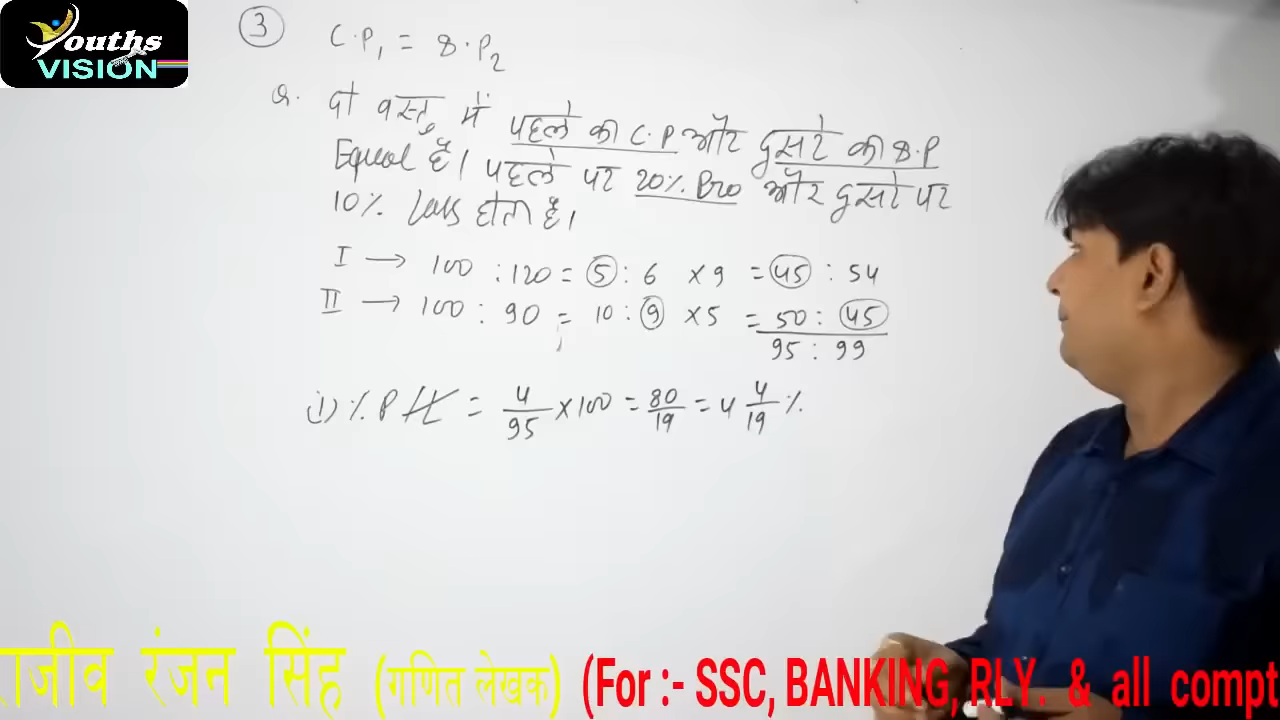 Youths
VISION
3 C.P₁ = S.P₂
Q. दो वस्तु में पहले की C.P और दुसरे की S.P
Equal है। पहले पर 20% Pro और दुसरे पर
10% Loss होता है।
I → 100 : 120 = 5 : 6 ×9 = 45 : 54
II → 100 : 90 = 10 : 9 ×5 = 50 : 45
95 : 99
i) % P/L = 4/95 ×100 = 80/19 = 4 4/19 %
राजीव रंजन सिंह (गणित लेखक) (For :- SSC, BANKING, RLY. & all compt